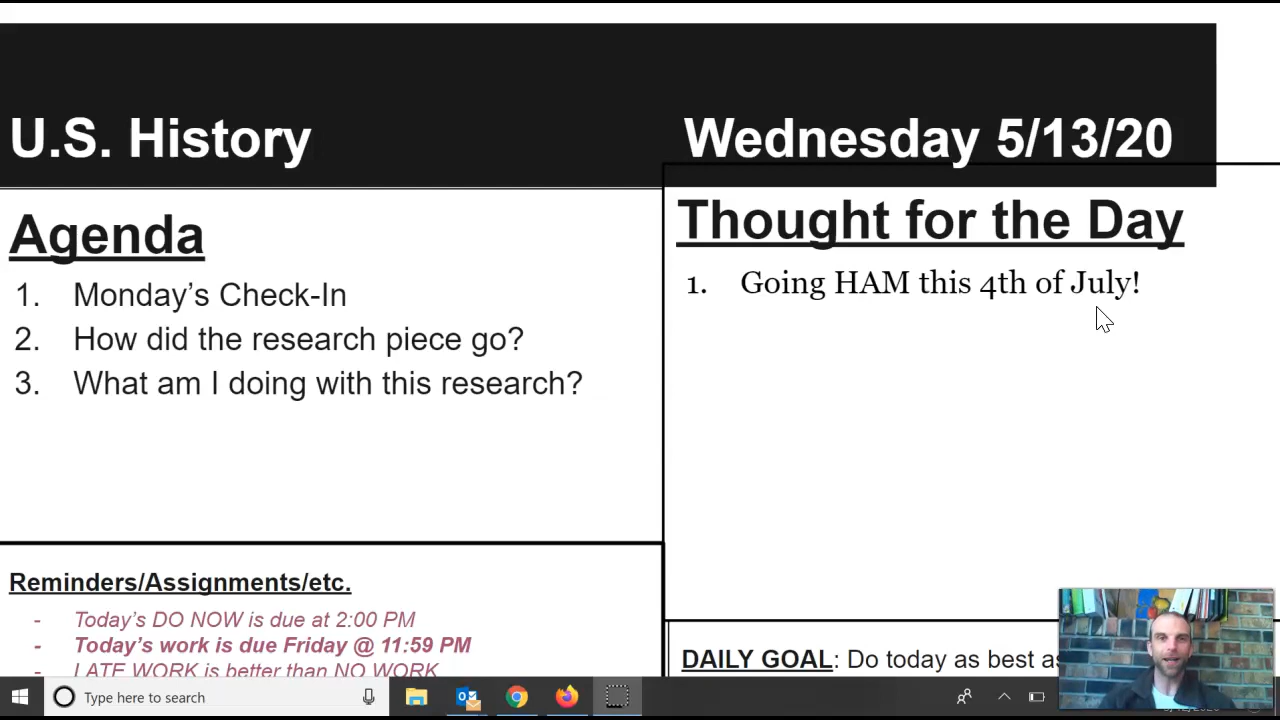 U.S. History
Wednesday 5/13/20
Agenda
1. Monday's Check-In
2. How did the research piece go?
3. What am I doing with this research?
Thought for the Day
1. Going HAM this 4th of July!
Reminders/Assignments/etc.
- Today's DO NOW is due at 2:00 PM
- Today's work is due Friday @ 11:59 PM
- LATE WORK is better than NO WORK
DAILY GOAL: Do today as best as
Type here to search